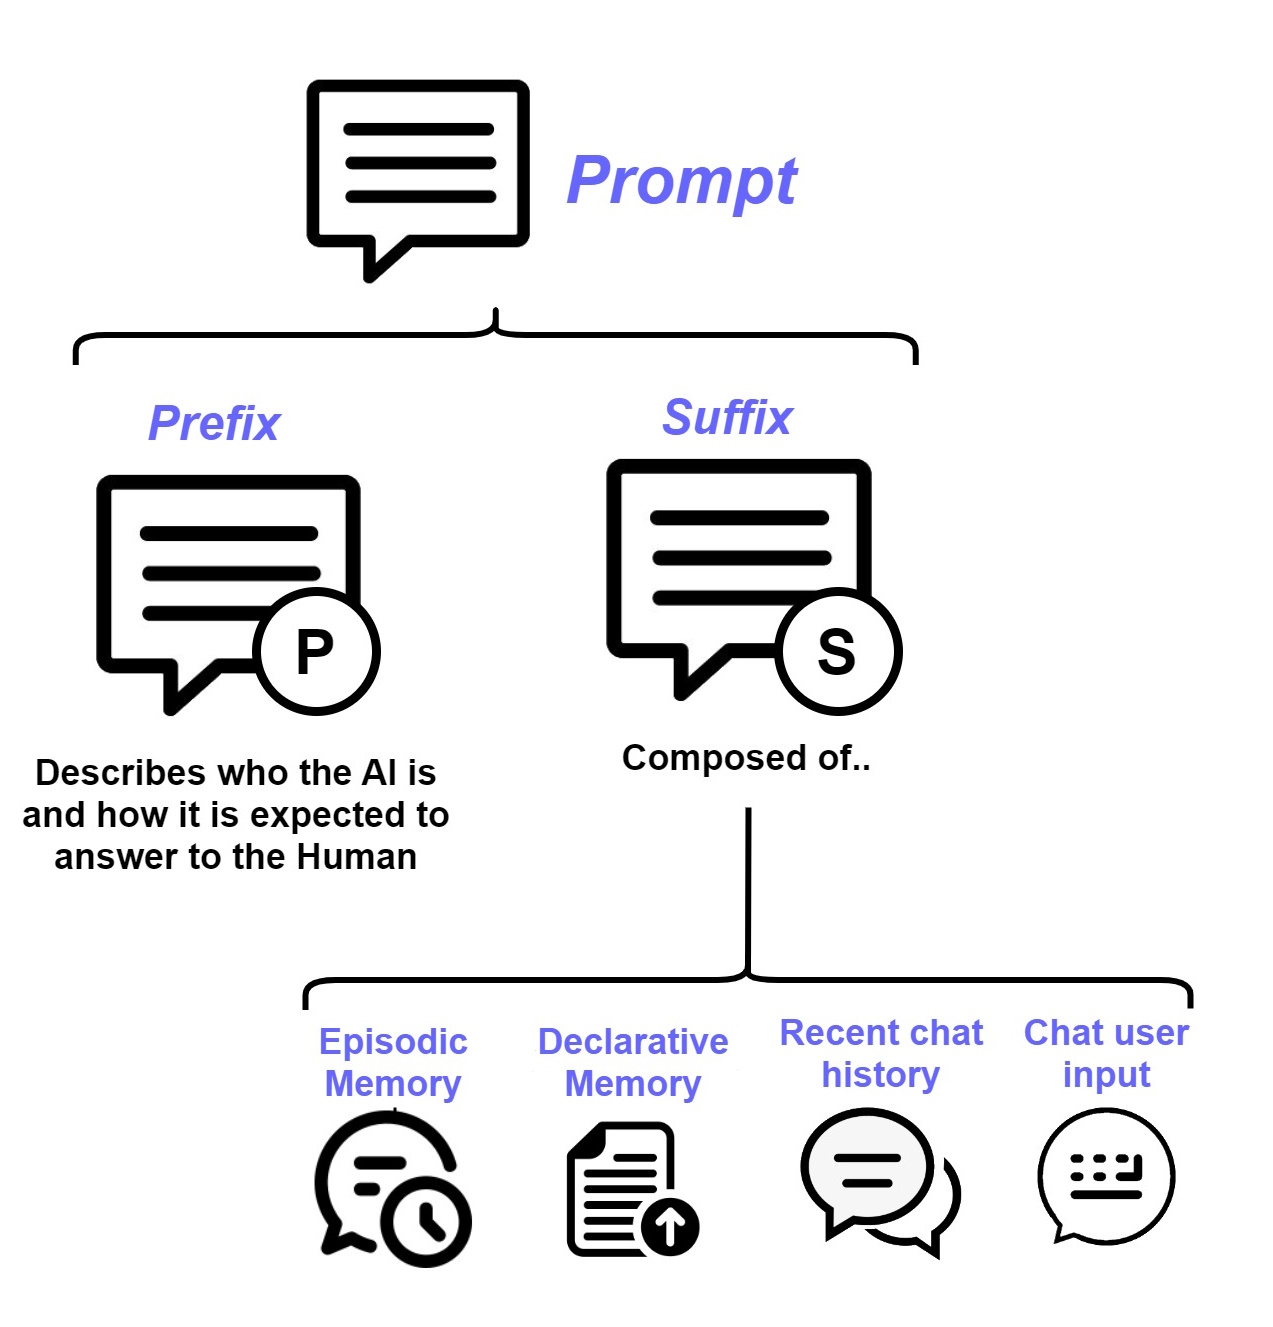 Prompt
Prefix
Suffix
P
S
Describes who the AI is
and how it is expected to
answer to the Human
Composed of..
Episodic
Memory
Declarative
Memory
Recent chat
history
Chat user
input